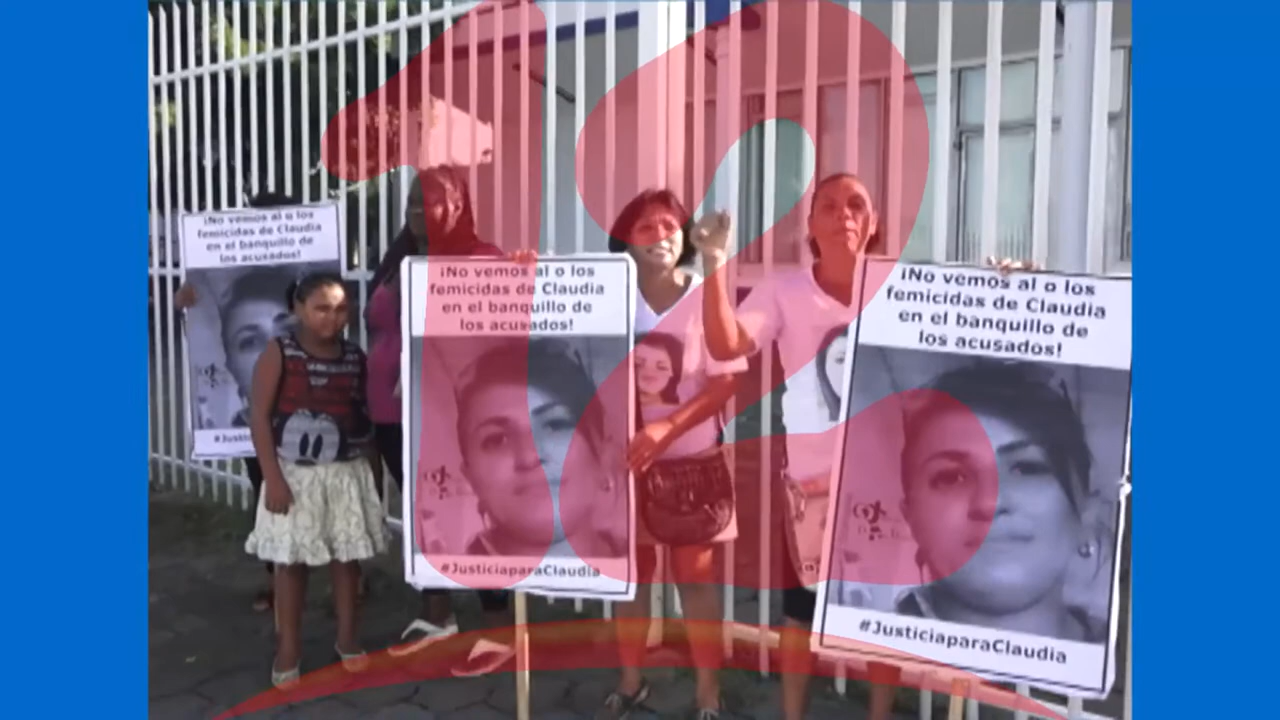 ¡No vemos al o los
femicidas de Claudia
en el banquillo de
los acusados!
¡No vemos al o los
femicidas de Claudia
en el banquillo de
los acusados!
#JusticiaparaClaudia
¡No vemos al o los
femicidas de Claudia
en el banquillo de
los acusados!
#JusticiaparaClaudia
12